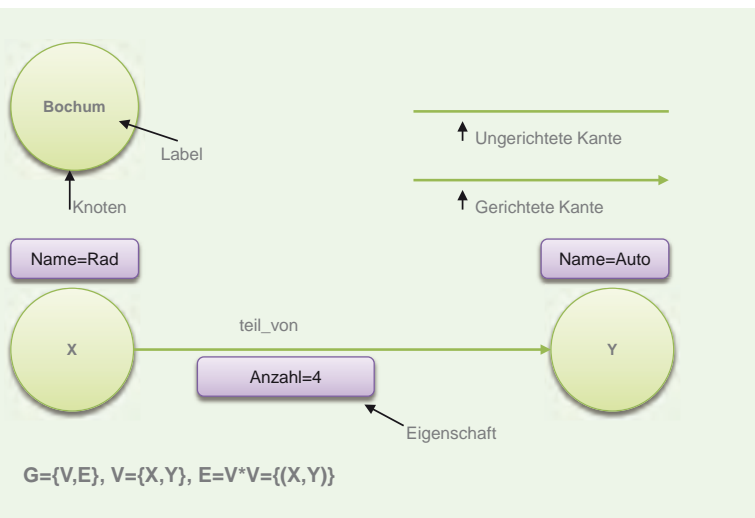 Bochum
Label
Knoten
Ungerichtete Kante
Gerichtete Kante
Name=Rad
Name=Auto
X
teil_von
Y
Anzahl=4
Eigenschaft
G={V,E}, V={X,Y}, E=V*V={(X,Y)}